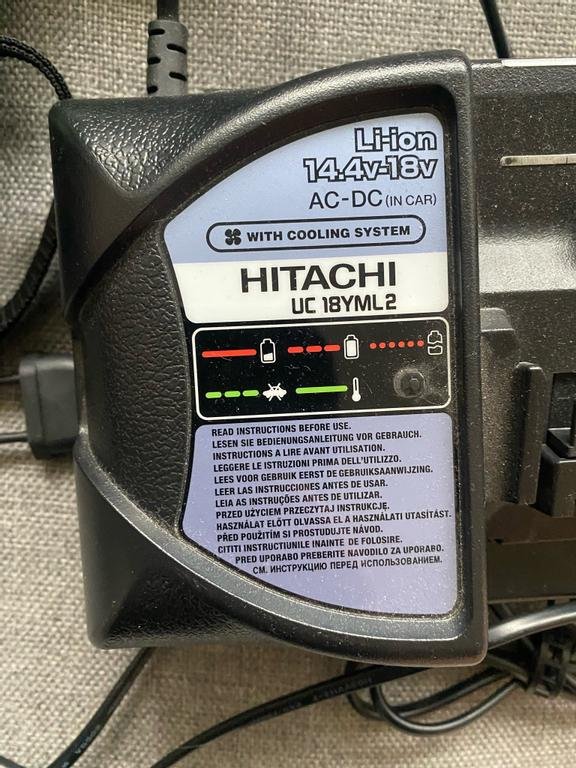 Li-ion
14.4v-18v
AC-DC (IN CAR)
WITH COOLING SYSTEM
HITACHI
UC 18YML2
READ INSTRUCTIONS BEFORE USE.
LESEN SIE BEDIENUNGSANLEITUNG VOR GEBRAUCH.
INSTRUCTIONS A LIRE AVANT UTILISATION.
LEGGERE LE ISTRUZIONI PRIMA DELL'UTILIZZO.
LEES VOOR GEBRUIK EERST DE GEBRUIKSAANWIJZING.
LEER LAS INSTRUCCIONES ANTES DE USAR.
LEIA AS INSTRUÇÕES ANTES DE UTILIZAR.
PRZED UŻYCIEM PRZECZYTAJ INSTRUKCJĘ.
HASZNÁLAT ELŐTT OLVASSA EL A HASZNÁLATI UTASÍTÁST.
PŘED POUŽITÍM SI PROSTUDUJTE NÁVOD.
CITITI INSTRUCTIUNILE INAINTE DE FOLOSIRE.
PRED UPORABO PREBERITE NAVODILO ZA UPORABO.
СМ. ИНСТРУКЦИЮ ПЕРЕД ИСПОЛЬЗОВАНИЕМ.